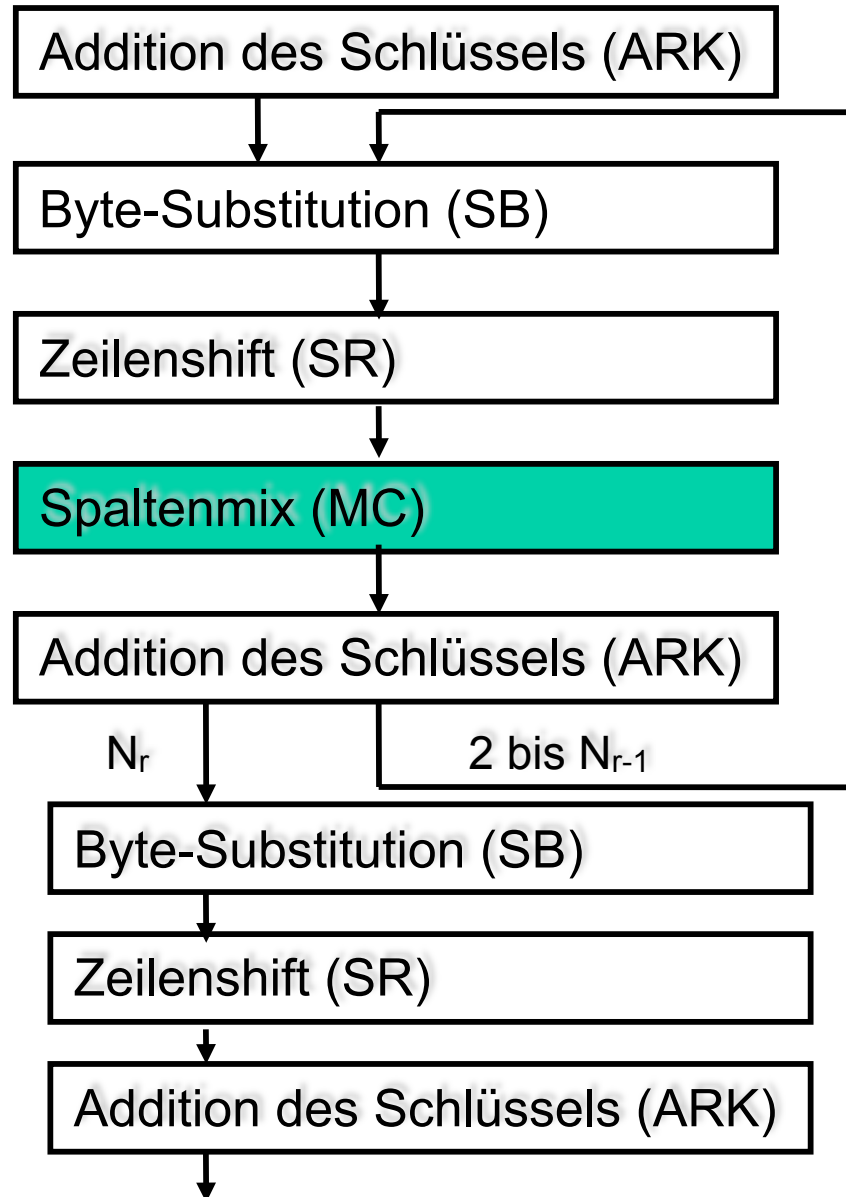 Addition des Schlüssels (ARK)
Byte-Substitution (SB)
Zeilenshift (SR)
Spaltenmix (MC)
Addition des Schlüssels (ARK)
Nr 2 bis Nr-1
Byte-Substitution (SB)
Zeilenshift (SR)
Addition des Schlüssels (ARK)